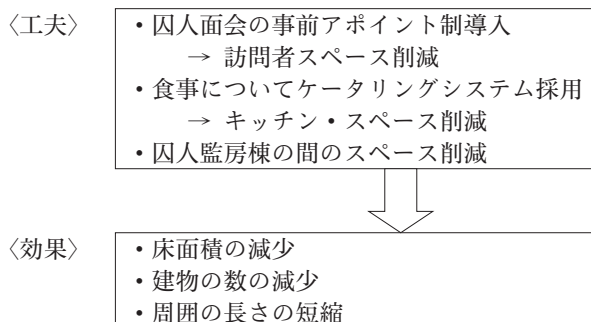 〈工夫〉
・囚人面会の事前アポイント制導入
→ 訪問者スペース削減
・食事についてケータリングシステム採用
→ キッチン・スペース削減
・囚人監房棟の間のスペース削減
〈効果〉
・床面積の減少
・建物の数の減少
・周囲の長さの短縮